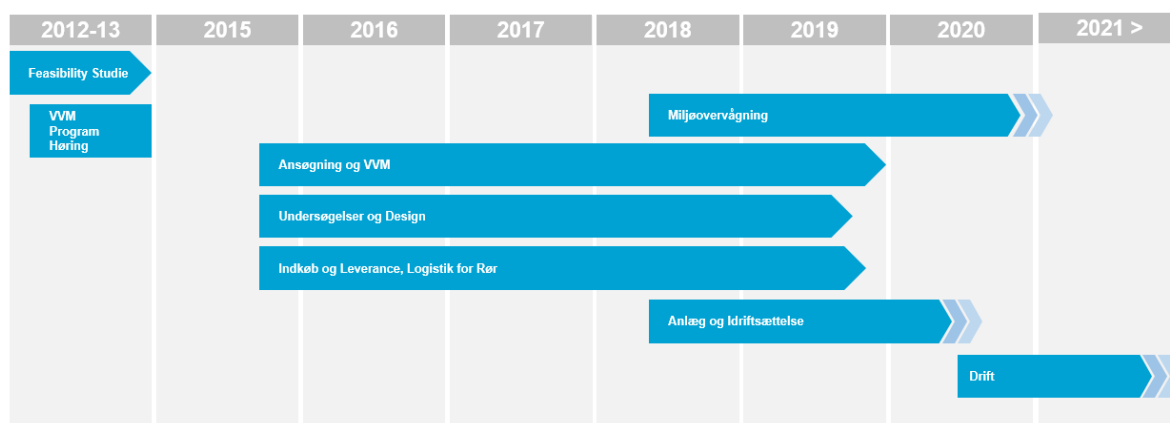 2012-13 2015 2016 2017 2018 2019 2020 2021 >
Feasibility Studie
VVM
Program
Høring
Miljøovervågning
Ansøgning og VVM
Undersøgelser og Design
Indkøb og Leverance, Logistik for Rør
Anlæg og Idriftsættelse
Drift